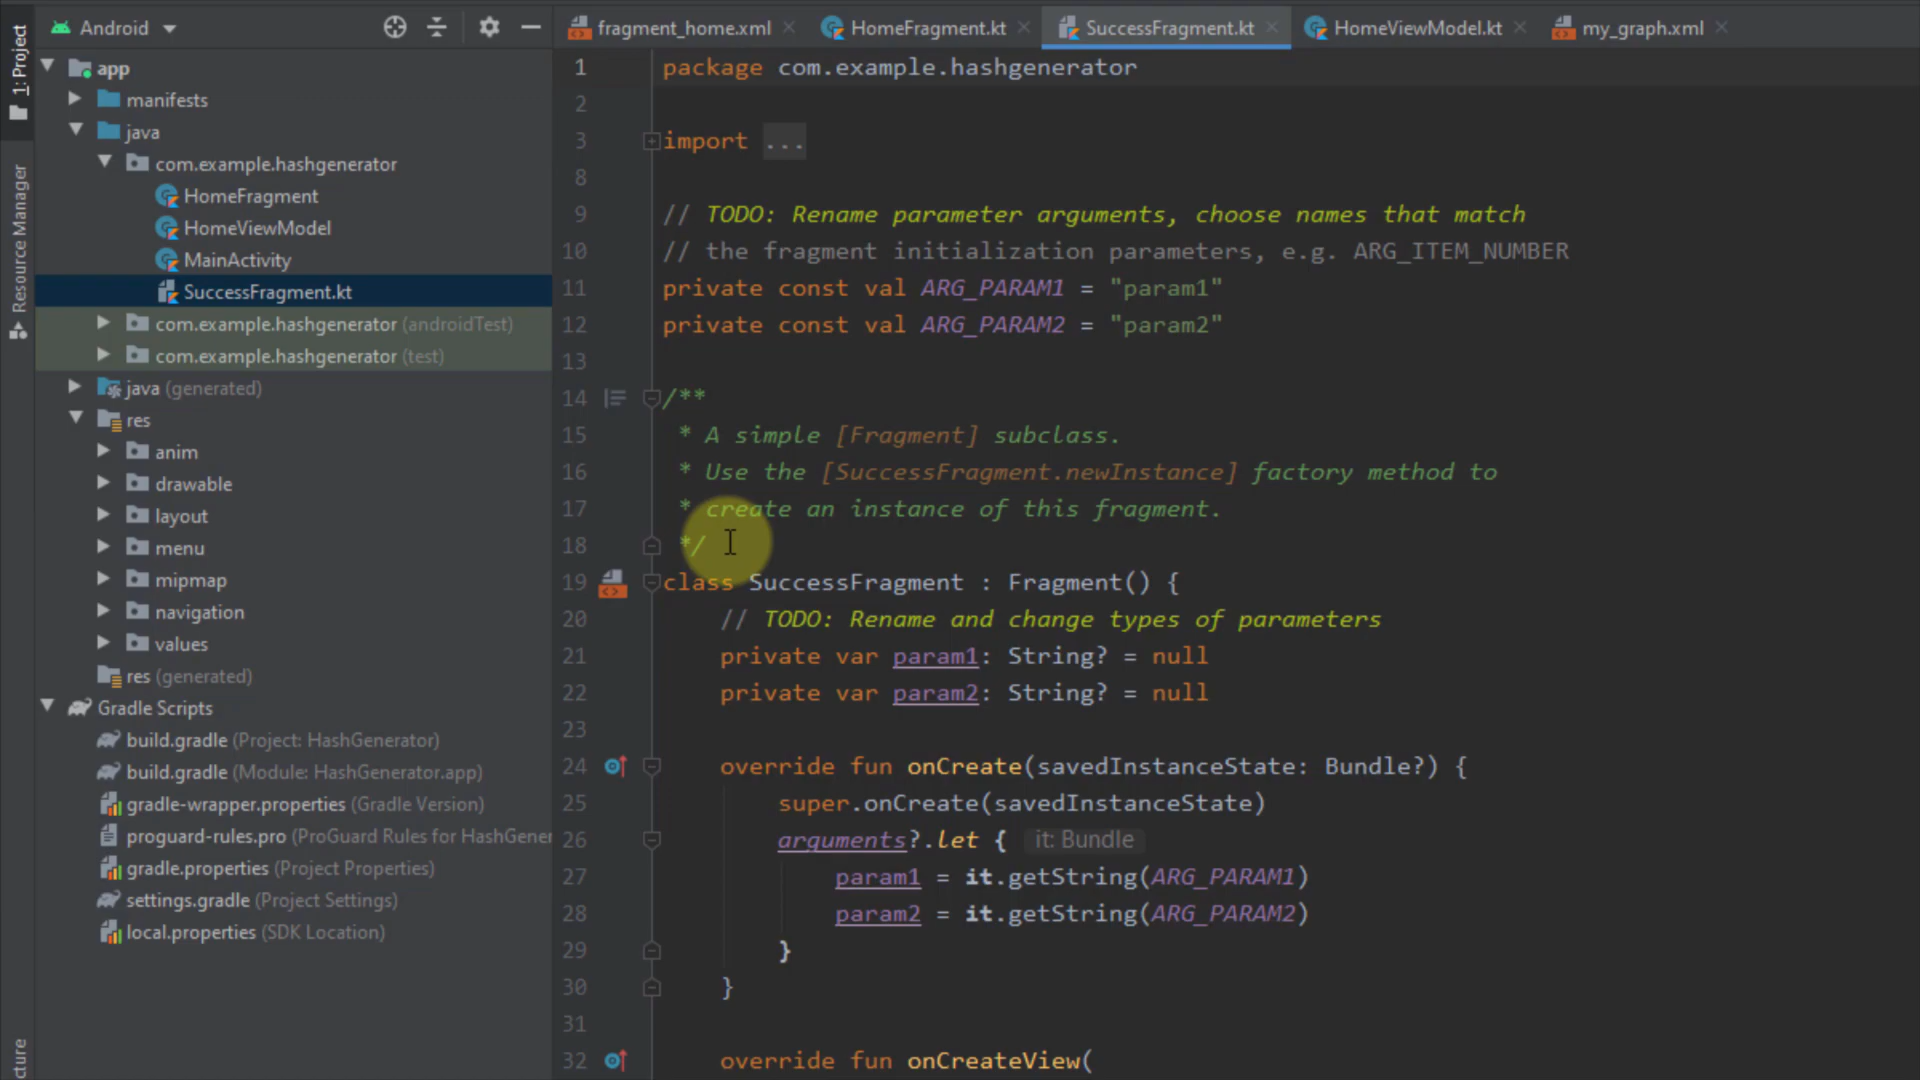 Android
fragment_home.xml
HomeFragment.kt
SuccessFragment.kt
HomeViewModel.kt
my_graph.xml
1: Project
Resource Manager
cture
app
manifests
java
com.example.hashgenerator
HomeFragment
HomeViewModel
MainActivity
SuccessFragment.kt
com.example.hashgenerator (androidTest)
com.example.hashgenerator (test)
java (generated)
res
anim
drawable
layout
menu
mipmap
navigation
values
res (generated)
Gradle Scripts
build.gradle (Project: HashGenerator)
build.gradle (Module: HashGenerator.app)
gradle-wrapper.properties (Gradle Version)
proguard-rules.pro (ProGuard Rules for HashGener
gradle.properties (Project Properties)
settings.gradle (Project Settings)
local.properties (SDK Location)
1 package com.example.hashgenerator
2
3 import ...
8
9 // TODO: Rename parameter arguments, choose names that match
10 // the fragment initialization parameters, e.g. ARG_ITEM_NUMBER
11 private const val ARG_PARAM1 = "param1"
12 private const val ARG_PARAM2 = "param2"
13
14 /**
15 * A simple [Fragment] subclass.
16 * Use the [SuccessFragment.newInstance] factory method to
17 * create an instance of this fragment.
18 */
19 class SuccessFragment : Fragment() {
20 // TODO: Rename and change types of parameters
21 private var param1: String? = null
22 private var param2: String? = null
23
24 override fun onCreate(savedInstanceState: Bundle?) {
25 super.onCreate(savedInstanceState)
26 arguments?.let { it: Bundle
27 param1 = it.getString(ARG_PARAM1)
28 param2 = it.getString(ARG_PARAM2)
29 }
30 }
31
32 override fun onCreateView(